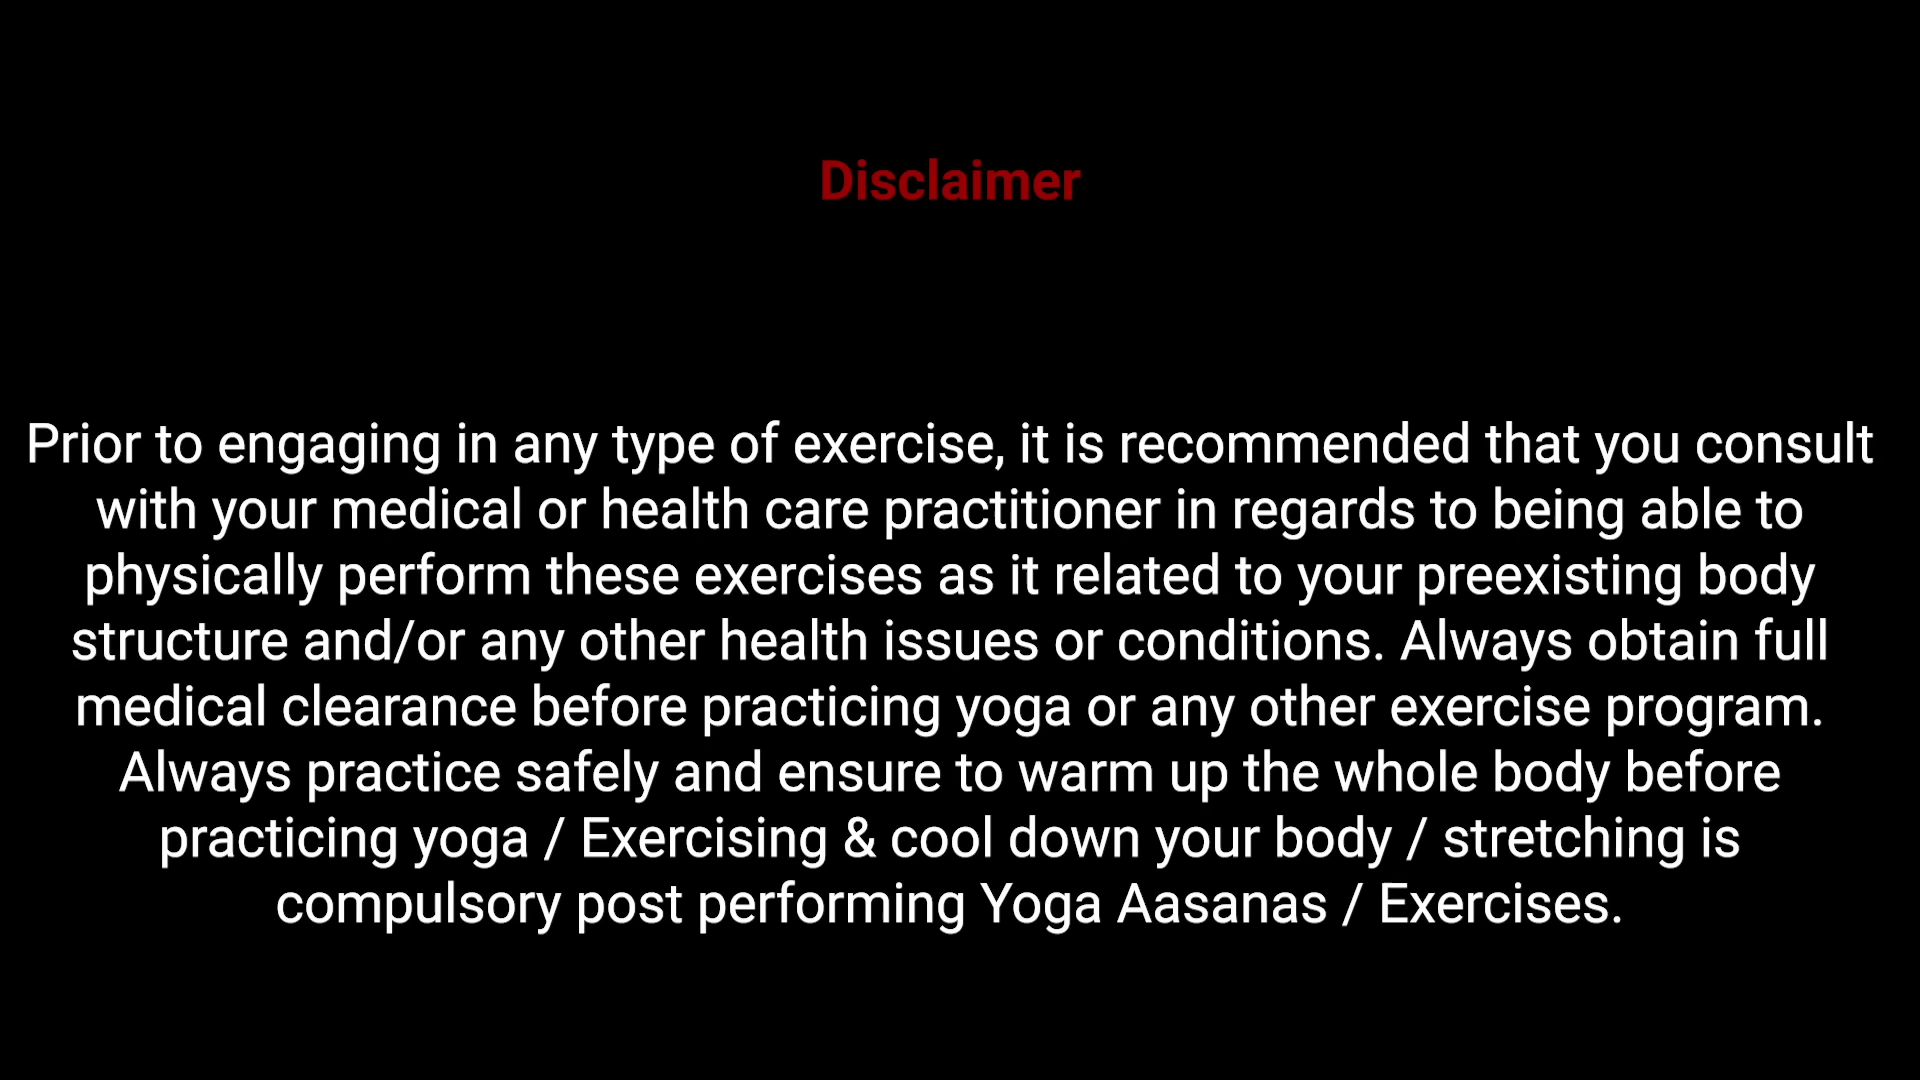 Disclaimer
Prior to engaging in any type of exercise, it is recommended that you consult
with your medical or health care practitioner in regards to being able to
physically perform these exercises as it related to your preexisting body
structure and/or any other health issues or conditions. Always obtain full
medical clearance before practicing yoga or any other exercise program.
Always practice safely and ensure to warm up the whole body before
practicing yoga / Exercising & cool down your body / stretching is
compulsory post performing Yoga Aasanas / Exercises.